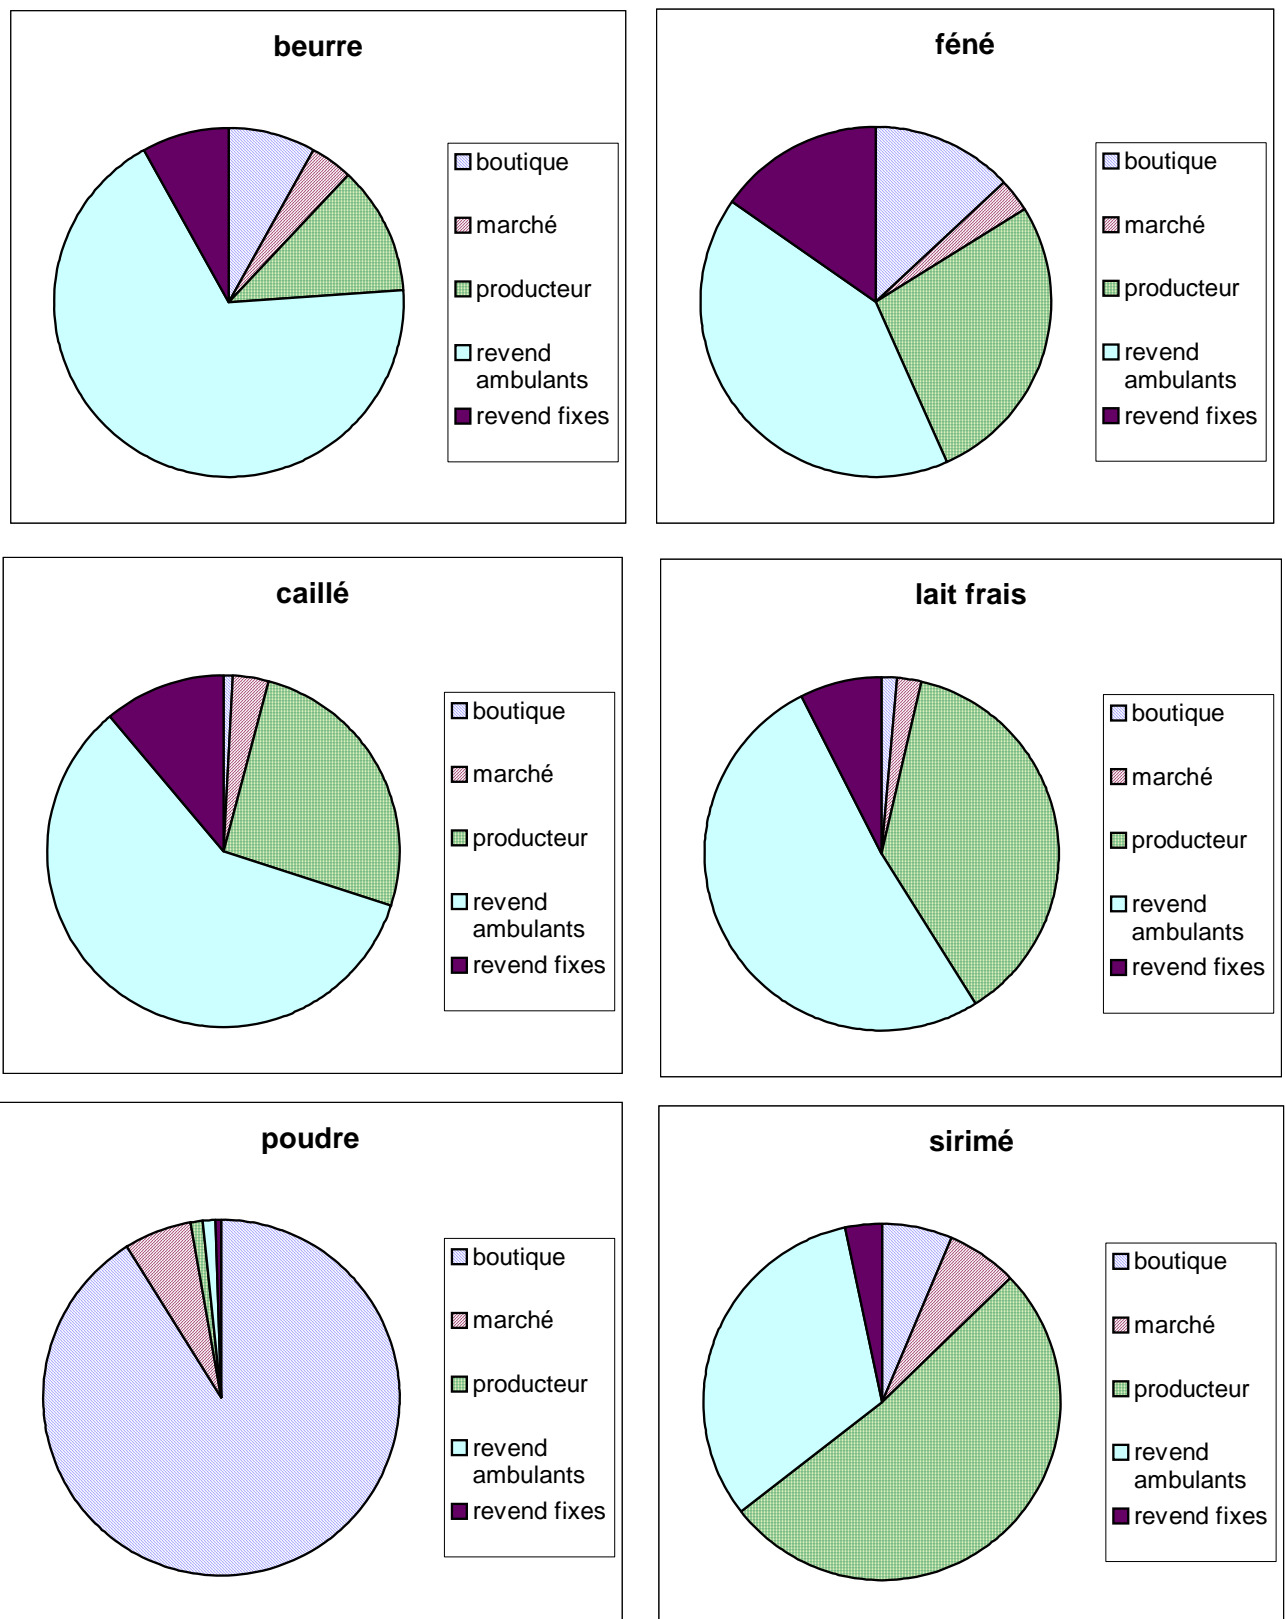 beurre
boutique
marché
producteur
revend
ambulants
revend fixes
féné
boutique
marché
producteur
revend
ambulants
revend fixes
caillé
boutique
marché
producteur
revend
ambulants
revend fixes
lait frais
boutique
marché
producteur
revend
ambulants
revend fixes
poudre
boutique
marché
producteur
revend
ambulants
revend fixes
sirimé
boutique
marché
producteur
revend
ambulants
revend fixes